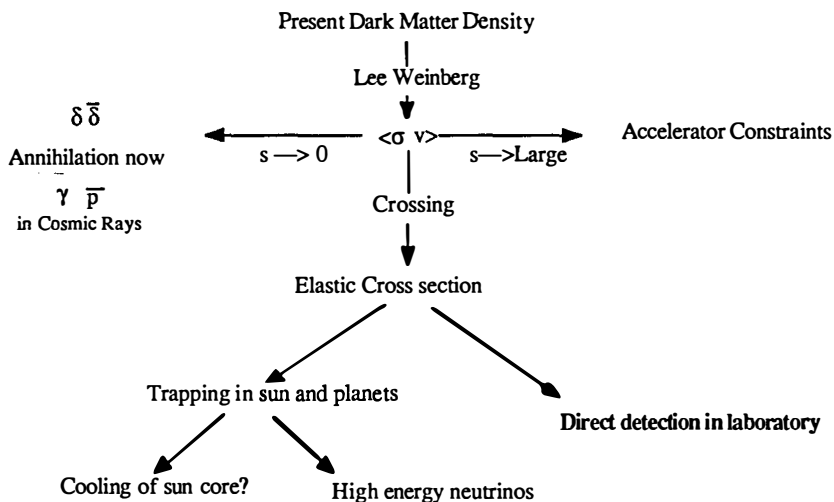 Present Dark Matter Density
Lee Weinberg
δ δ̄
Annihilation now
γ p̄
in Cosmic Rays
s —> 0
<σ v>
s —>Large
Accelerator Constraints
Crossing
Elastic Cross section
Trapping in sun and planets
Direct detection in laboratory
Cooling of sun core?
High energy neutrinos